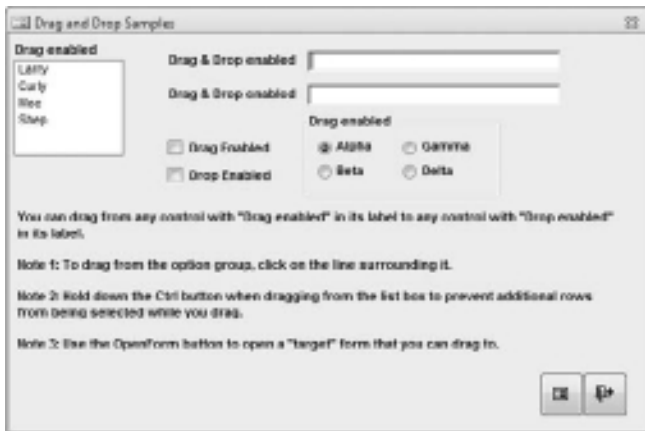 Drag and Drop Samples
Drag enabled
Larry
Curly
Moe
Shep
Drag & Drop enabled
Drag & Drop enabled
Drag enabled
Alpha
Gamma
Beta
Delta
Drag Enabled
Drop Enabled
You can drag from any control with "Drag enabled" in its label to any control with "Drop enabled"
in its label.
Note 1: To drag from the option group, click on the line surrounding it.
Note 2: Hold down the Ctrl button when dragging from the list box to prevent additional rows
from being selected while you drag.
Note 3: Use the OpenForm button to open a "target" form that you can drag to.